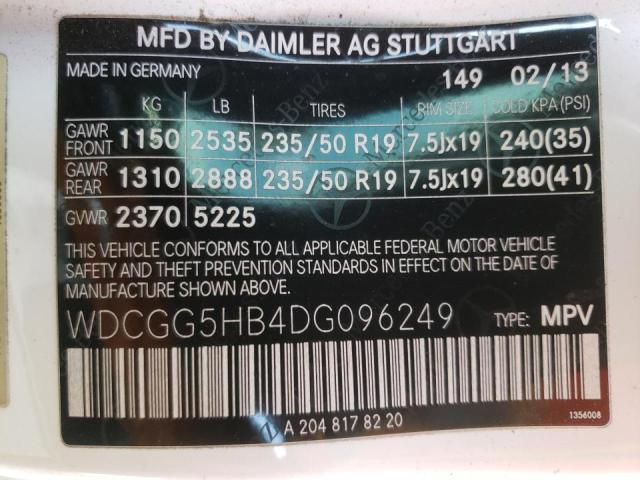 MFD BY DAIMLER AG STUTTGART
MADE IN GERMANY 149 02/13
KG LB TIRES RIM SIZE COLD KPA (PSI)
GAWR FRONT 1150 2535 235/50 R19 7.5Jx19 240(35)
GAWR REAR 1310 2888 235/50 R19 7.5Jx19 280(41)
GVWR 2370 5225
THIS VEHICLE CONFORMS TO ALL APPLICABLE FEDERAL MOTOR VEHICLE
SAFETY AND THEFT PREVENTION STANDARDS IN EFFECT ON THE DATE
OF MANUFACTURE SHOWN ABOVE.
WDCGG5HB4DG096249 TYPE: MPV
A 204 817 82 20
1356008